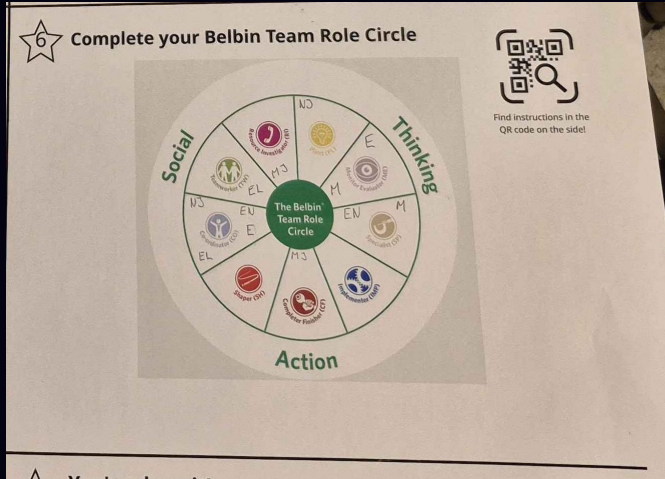 6 Complete your Belbin Team Role Circle
Find instructions in the
QR code on the side!
Social
Thinking
Action
The Belbin®
Team Role
Circle
NJ
Plant (PL)
E
Monitor Evaluator (ME)
M
M
EN
Specialist (SP)
Implementer (IMP)
MJ
Completer Finisher (CF)
Shaper (SH)
NJ
EN
E
EL
Co-ordinator (CO)
Teamworker (TW)
EL
Resource Investigator (RI)
MJ